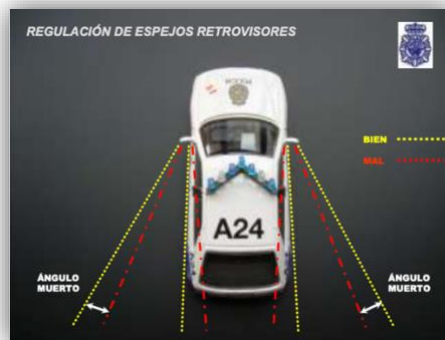 REGULACIÓN DE ESPEJOS RETROVISORES
BIEN
MAL
A24
ÁNGULO
MUERTO
ÁNGULO
MUERTO